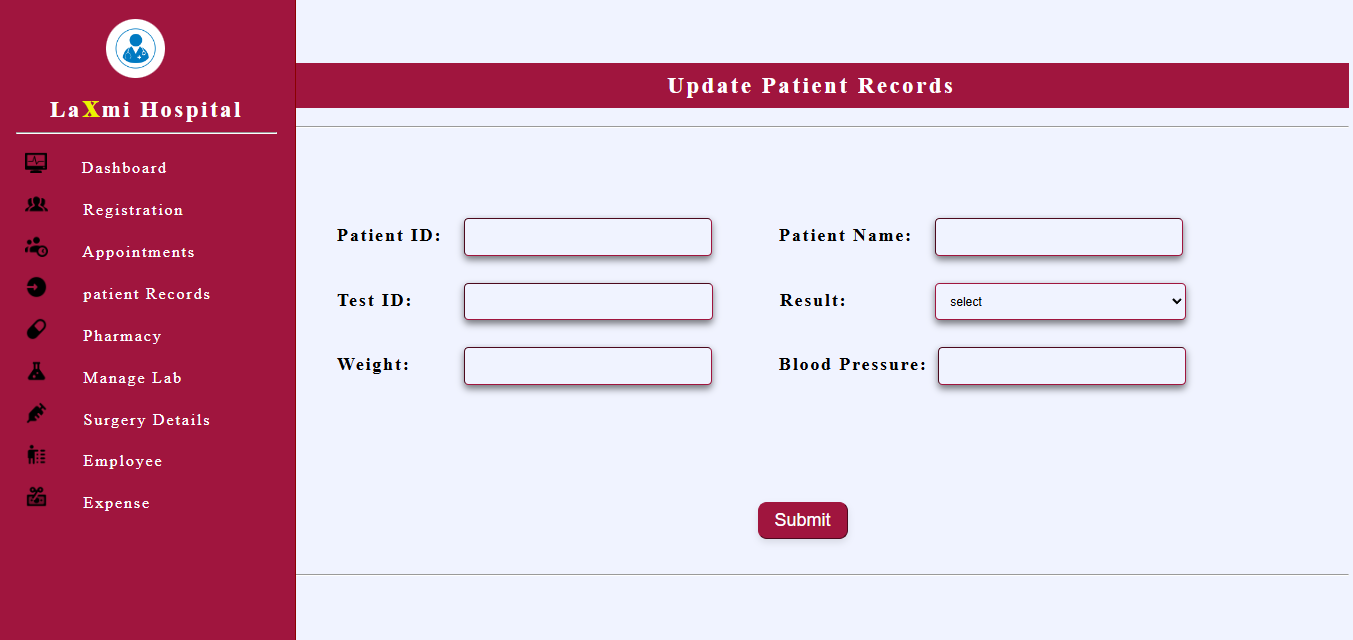 LaXmi Hospital
Dashboard
Registration
Appointments
patient Records
Pharmacy
Manage Lab
Surgery Details
Employee
Expense
Update Patient Records
Patient ID:
Patient Name:
Test ID:
Result:
select
Weight:
Blood Pressure:
Submit